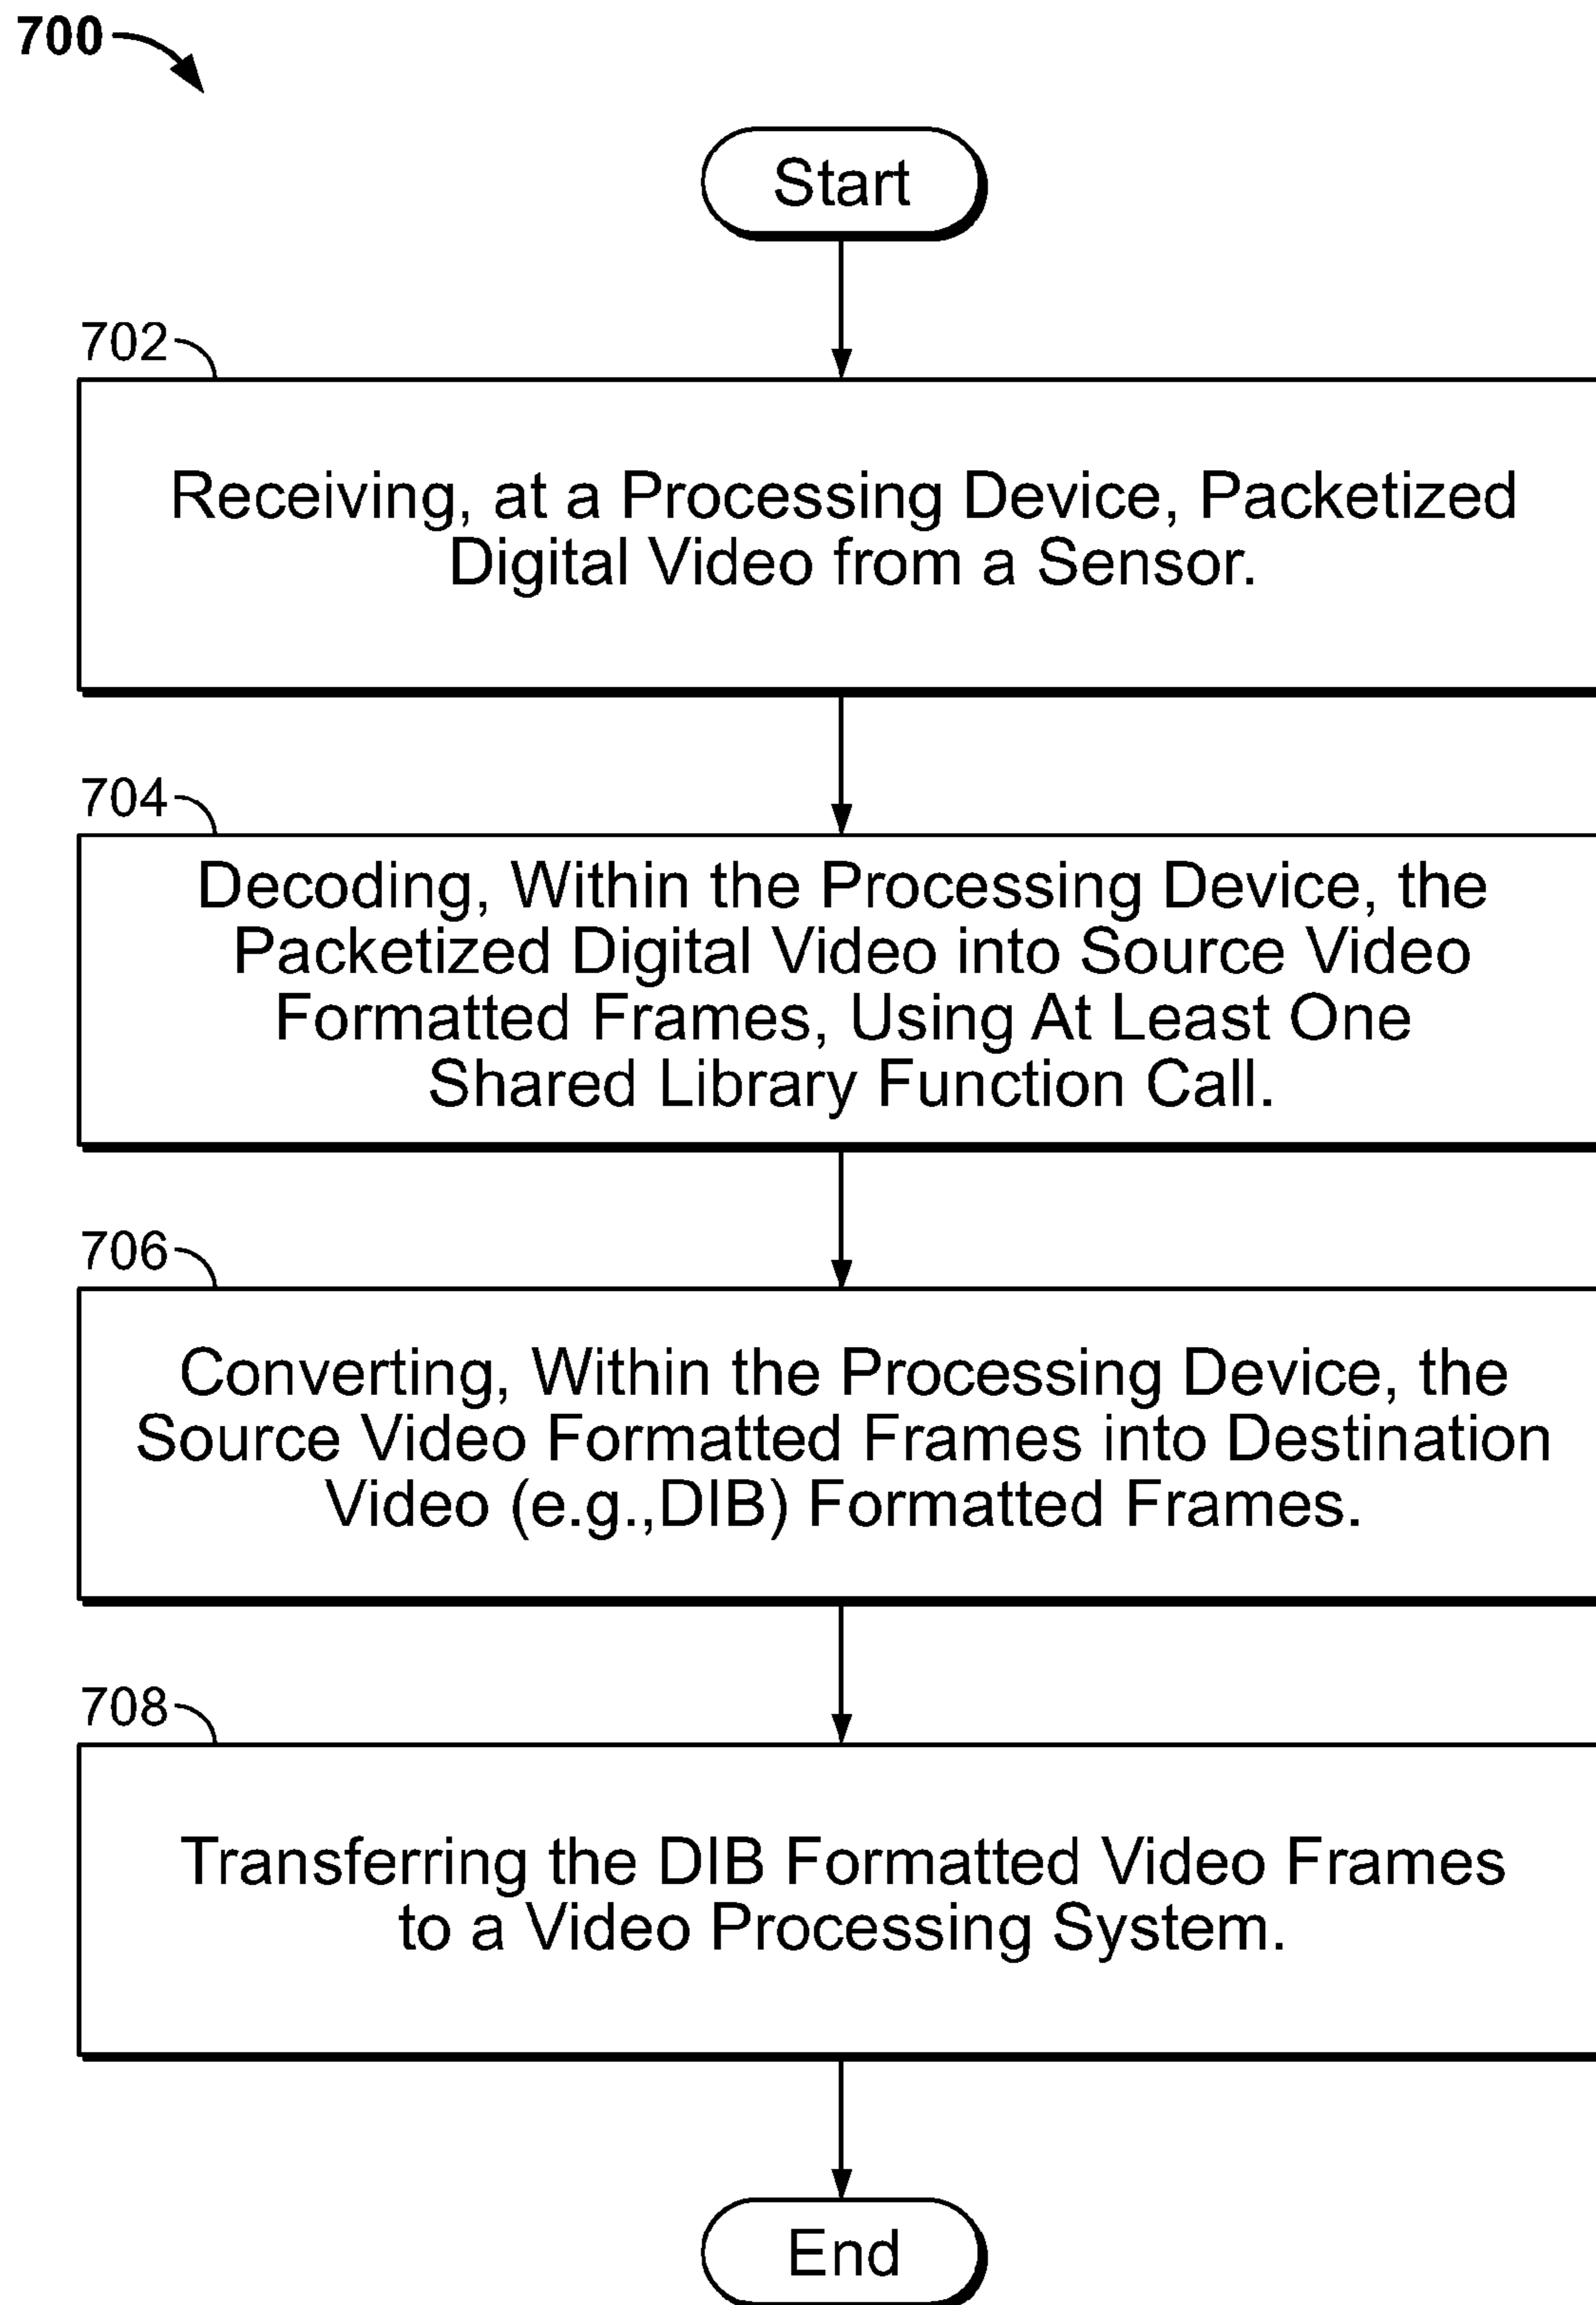 700
Start
702
Receiving, at a Processing Device, Packetized
Digital Video from a Sensor.
704
Decoding, Within the Processing Device, the
Packetized Digital Video into Source Video
Formatted Frames, Using At Least One
Shared Library Function Call.
706
Converting, Within the Processing Device, the
Source Video Formatted Frames into Destination
Video (e.g.,DIB) Formatted Frames.
708
Transferring the DIB Formatted Video Frames
to a Video Processing System.
End